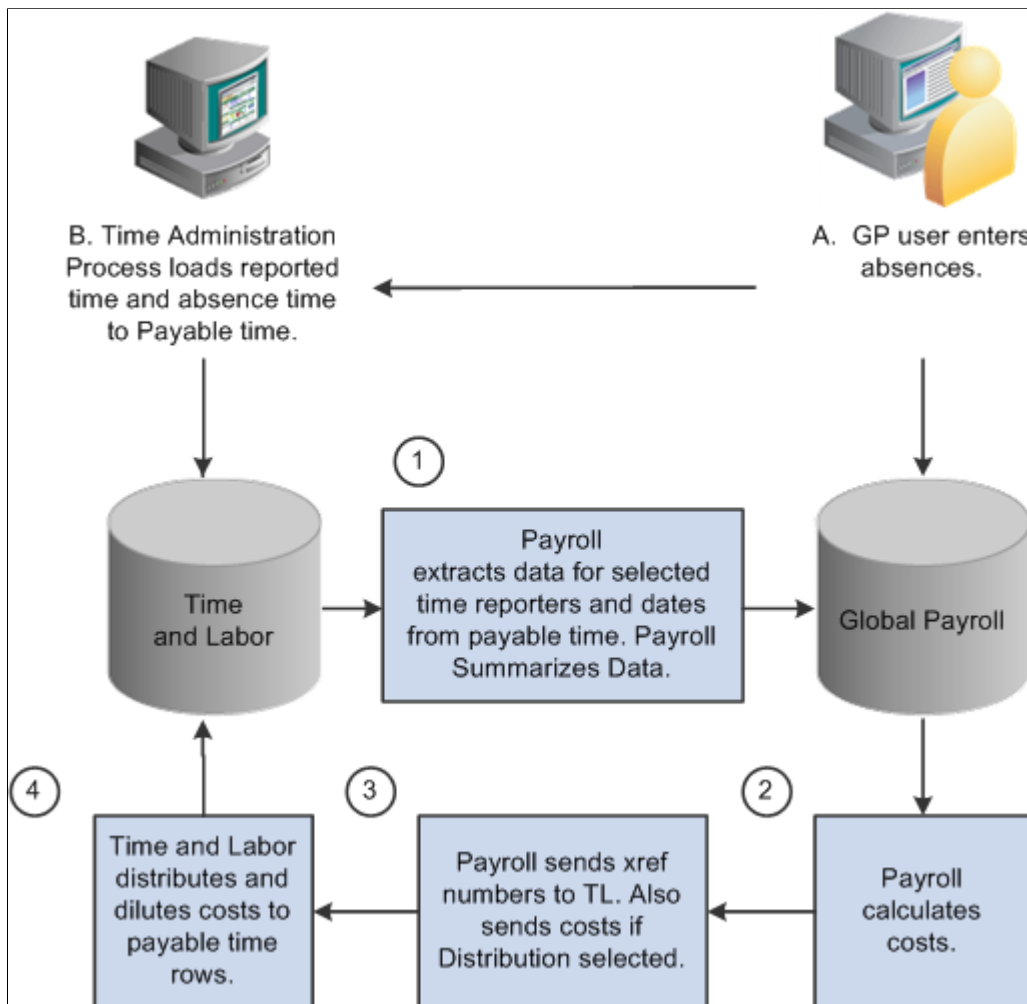 B. Time Administration
Process loads reported
time and absence time
to Payable time.
A. GP user enters
absences.
1
Time
and Labor
Payroll
extracts data for selected
time reporters and dates
from payable time. Payroll
Summarizes Data.
Global Payroll
4
3
2
Time and Labor
distributes and
dilutes costs to
payable time
rows.
Payroll sends xref
numbers to TL. Also
sends costs if
Distribution selected.
Payroll
calculates
costs.